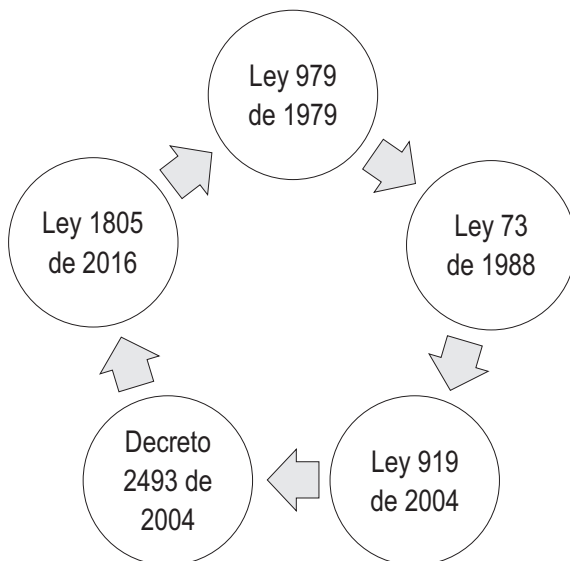 Ley 979
de 1979
Ley 73
de 1988
Ley 919
de 2004
Decreto
2493 de
2004
Ley 1805
de 2016